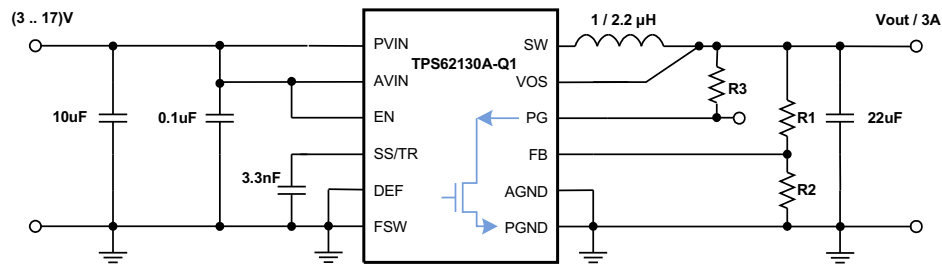 (3 .. 17)V
1 / 2.2 µH
Vout / 3A
PVIN
SW
TPS62130A-Q1
AVIN
VOS
R3
10uF
0.1uF
EN
PG
R1
22uF
SS/TR
FB
3.3nF
DEF
AGND
R2
FSW
PGND